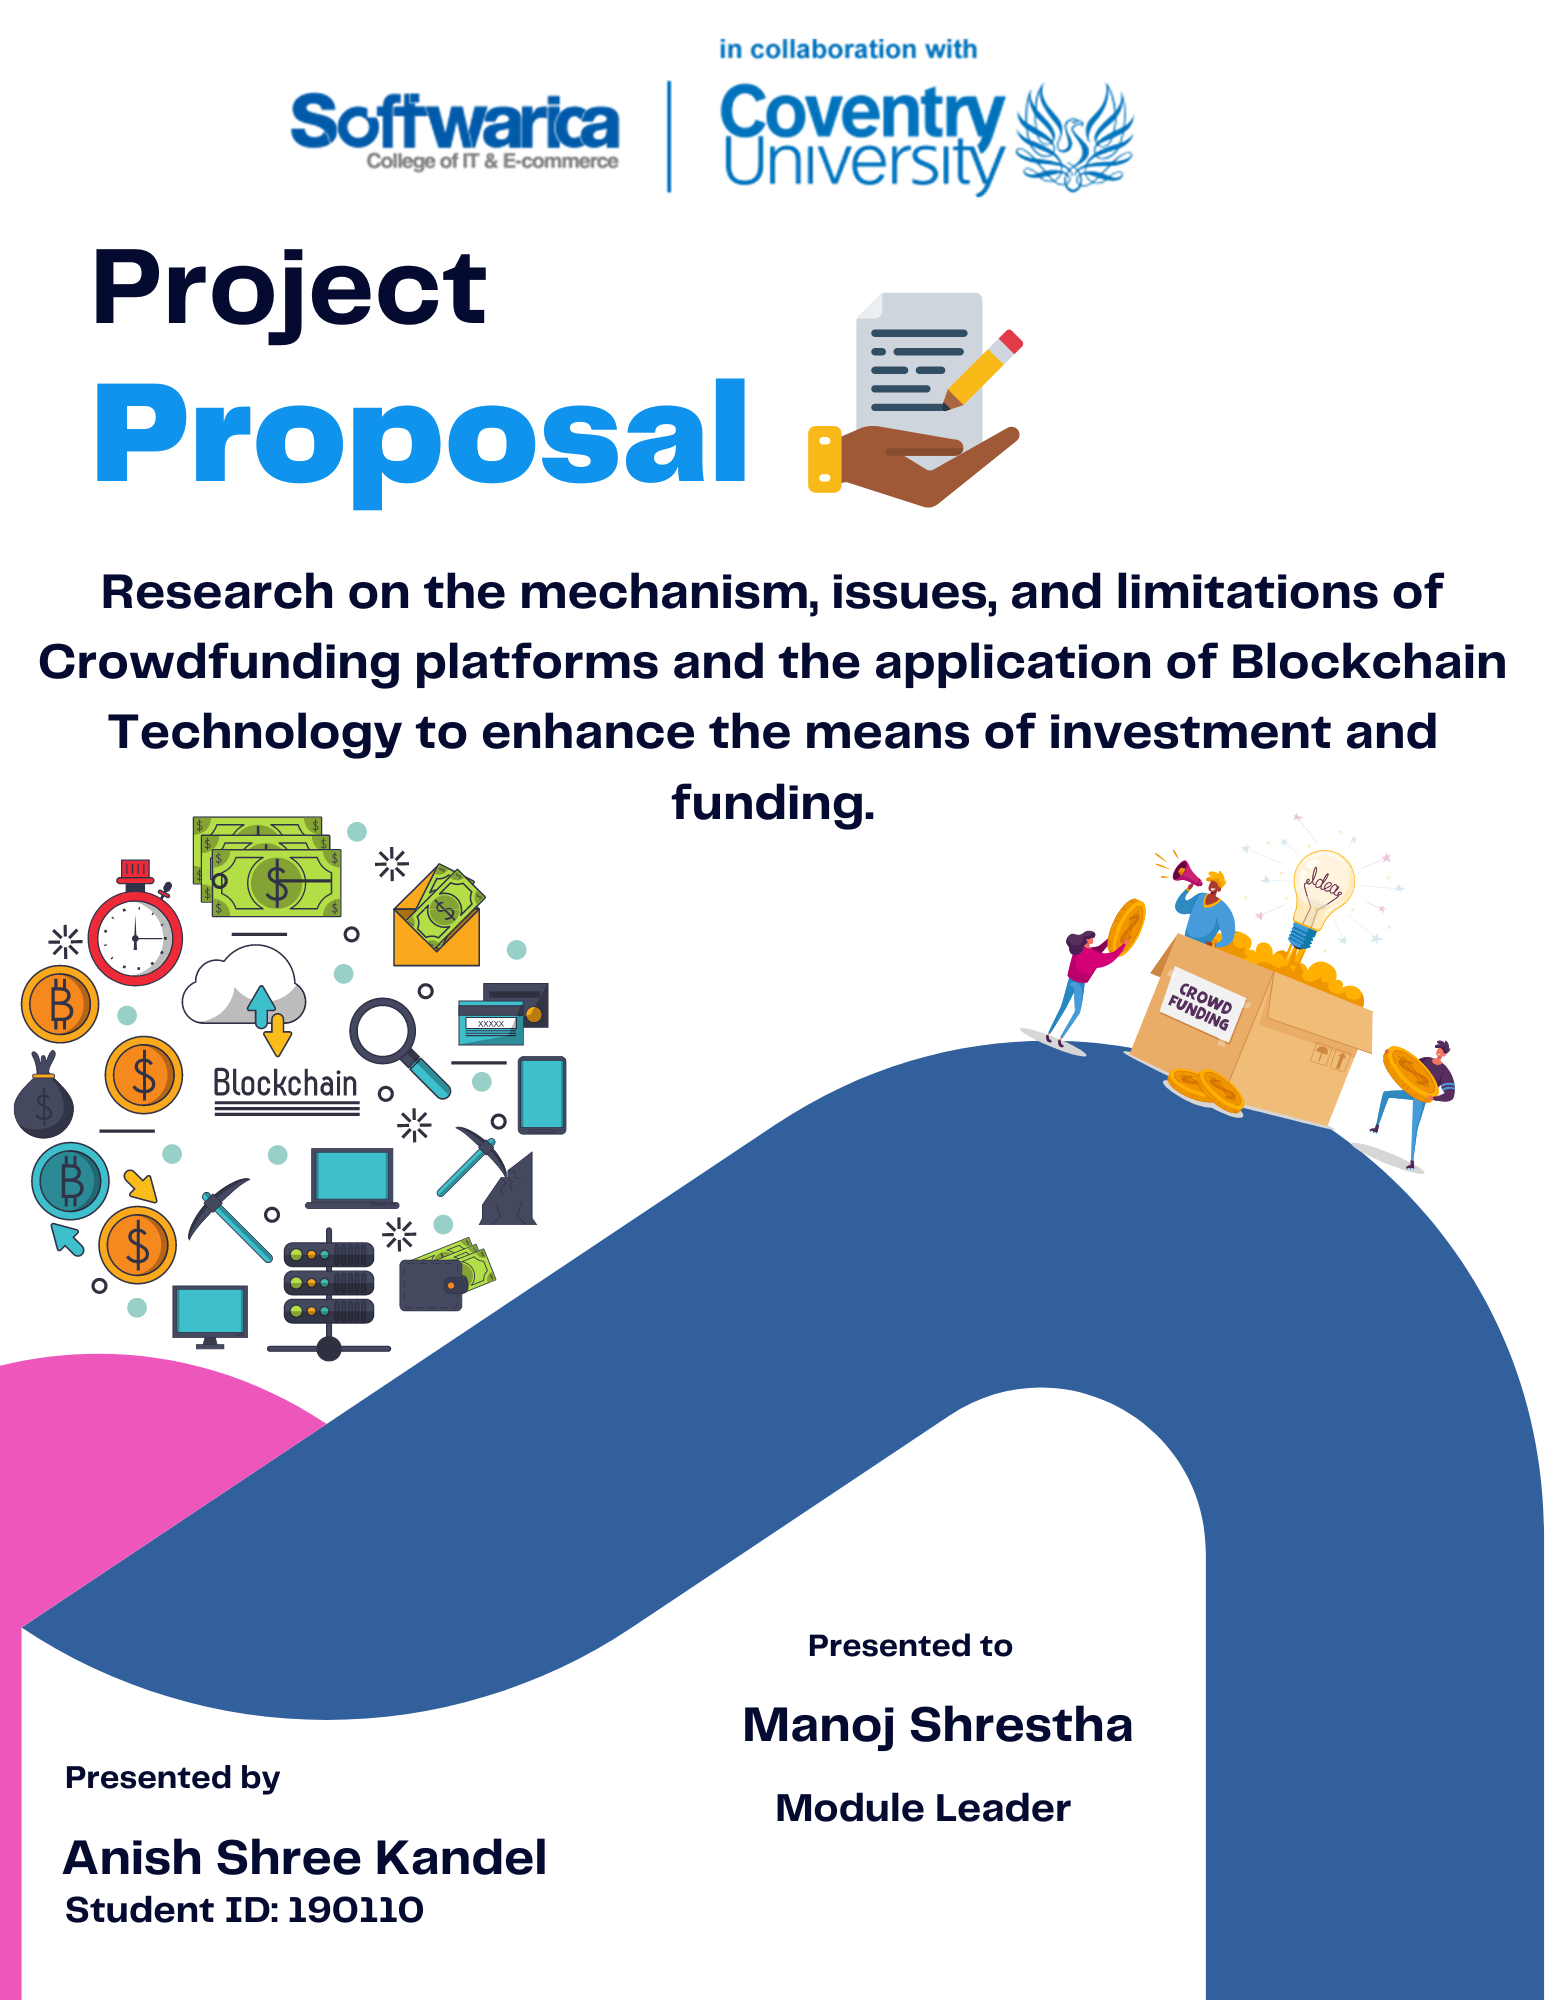 in collaboration with
Softwarica
College of IT & E-commerce
Coventry
University
Project
Proposal
Research on the mechanism, issues, and limitations of
Crowdfunding platforms and the application of Blockchain
Technology to enhance the means of investment and
funding.
Idea
CROWD
FUNDING
XXXXX
Blockchain
Presented to
Manoj Shrestha
Module Leader
Presented by
Anish Shree Kandel
Student ID: 190110